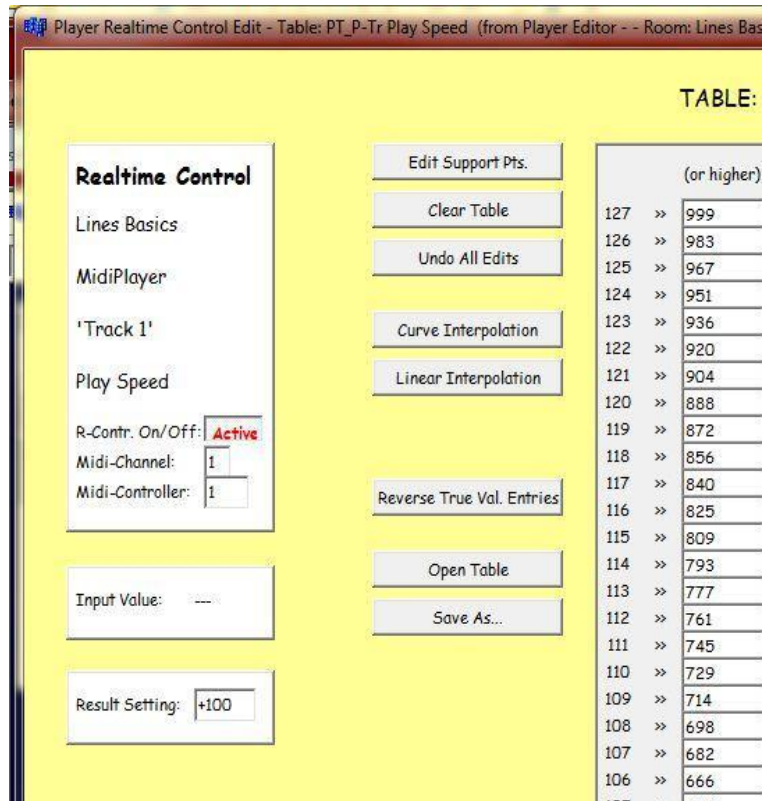 Player Realtime Control Edit - Table: PT_P-Tr Play Speed (from Player Editor - - Room: Lines Bas
TABLE:
Realtime Control
Lines Basics
MidiPlayer
'Track 1'
Play Speed
R-Contr. On/Off: Active
Midi-Channel: 1
Midi-Controller: 1
Input Value: ---
Result Setting: +100
Edit Support Pts.
Clear Table
Undo All Edits
Curve Interpolation
Linear Interpolation
Reverse True Val. Entries
Open Table
Save As...
(or higher)
127 » 999
126 » 983
125 » 967
124 » 951
123 » 936
122 » 920
121 » 904
120 » 888
119 » 872
118 » 856
117 » 840
116 » 825
115 » 809
114 » 793
113 » 777
112 » 761
111 » 745
110 » 729
109 » 714
108 » 698
107 » 682
106 » 666